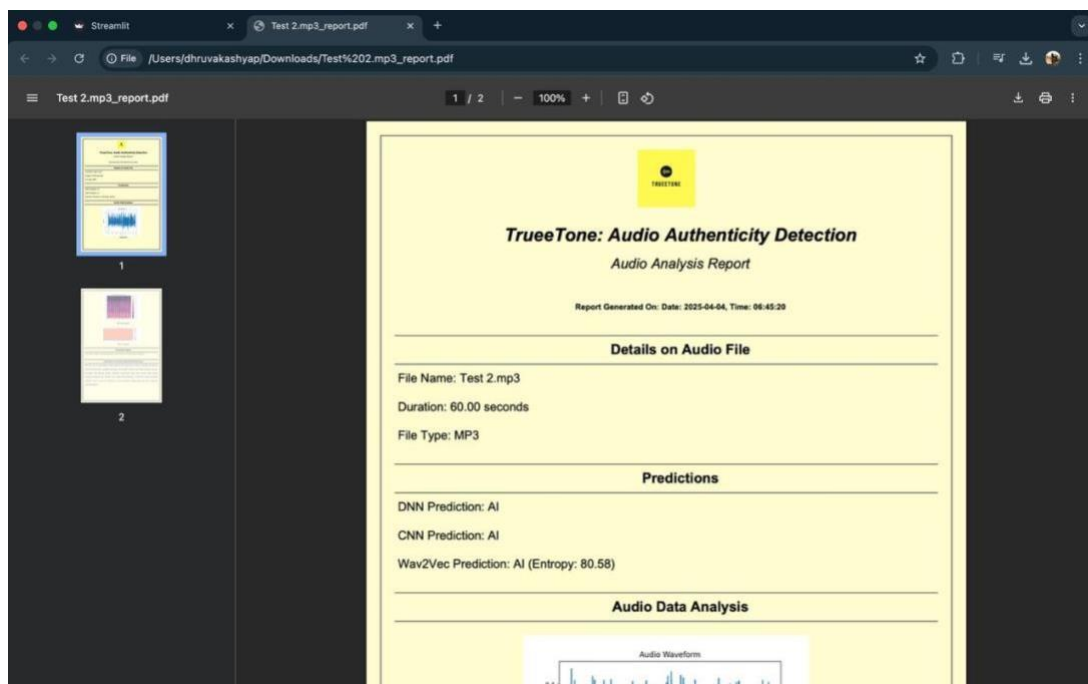 Streamlit
Test 2.mp3_report.pdf
File
/Users/dhruvakashyap/Downloads/Test%202.mp3_report.pdf
Test 2.mp3_report.pdf
1 / 2
100%
1
2
TRUEETONE
TrueeTone: Audio Authenticity Detection
Audio Analysis Report
Report Generated On: Date: 2025-04-04, Time: 06:45:20
Details on Audio File
File Name: Test 2.mp3
Duration: 60.00 seconds
File Type: MP3
Predictions
DNN Prediction: AI
CNN Prediction: AI
Wav2Vec Prediction: AI (Entropy: 80.58)
Audio Data Analysis
Audio Waveform